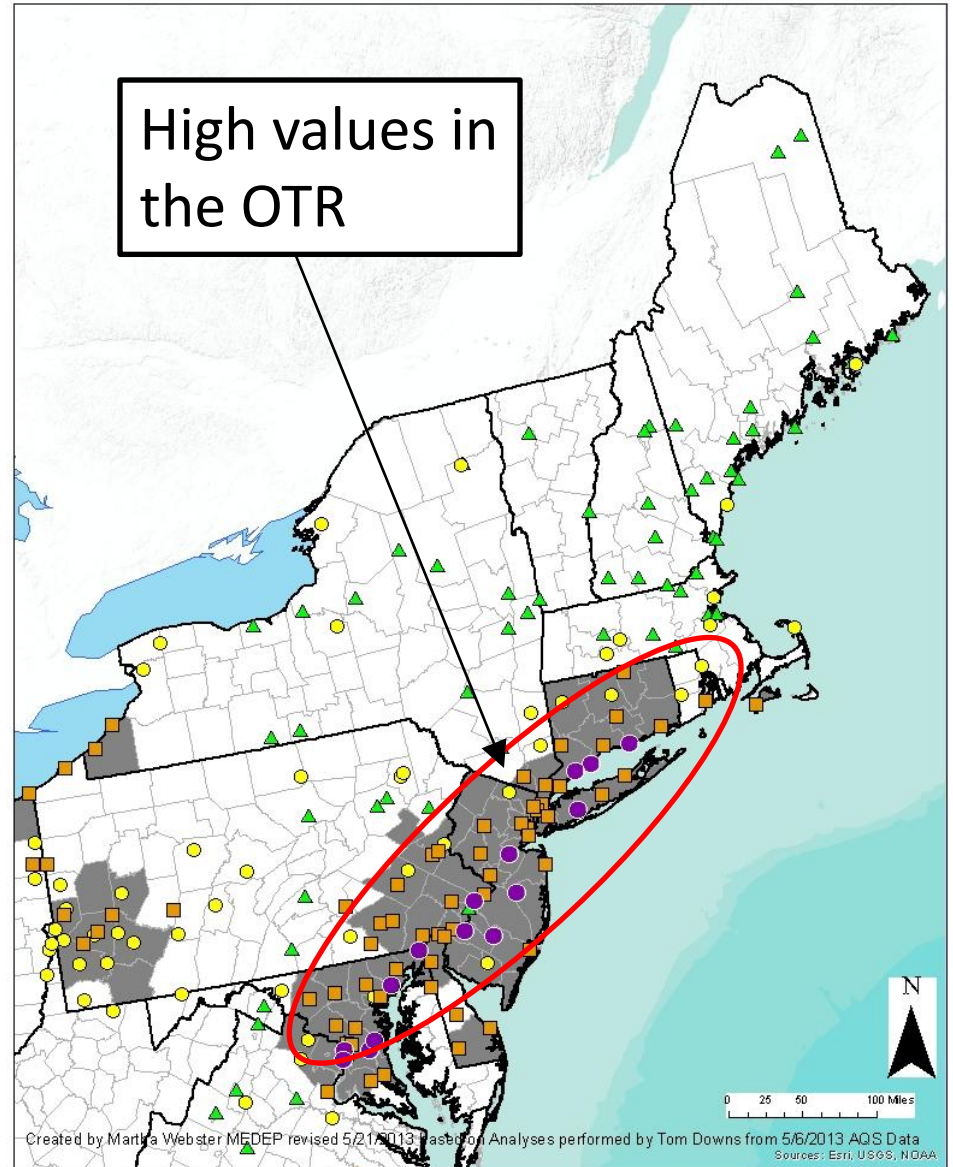 High values in
the OTR
N
0 25 50 100 Miles
Created by Martha Webster MEDEP revised 5/21/2013 Based on Analyses performed by Tom Downs from 5/6/2013 AQS Data
Sources: Esri, USGS, NOAA